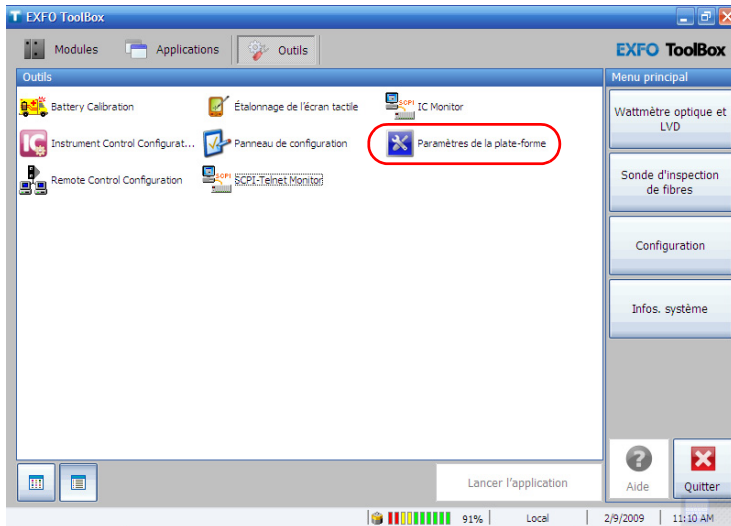 EXFO ToolBox
Modules
Applications
Outils
EXFO ToolBox
Outils
Menu principal
Battery Calibration
Étalonnage de l'écran tactile
SCPI
IC Monitor
Instrument Control Configurat...
Panneau de configuration
Paramètres de la plate-forme
Remote Control Configuration
SCPI
SCPI-Telnet Monitor
Wattmètre optique et
LVD
Sonde d'inspection
de fibres
Configuration
Infos. système
Lancer l'application
Aide
Quitter
91%
Local
2/9/2009
11:10 AM